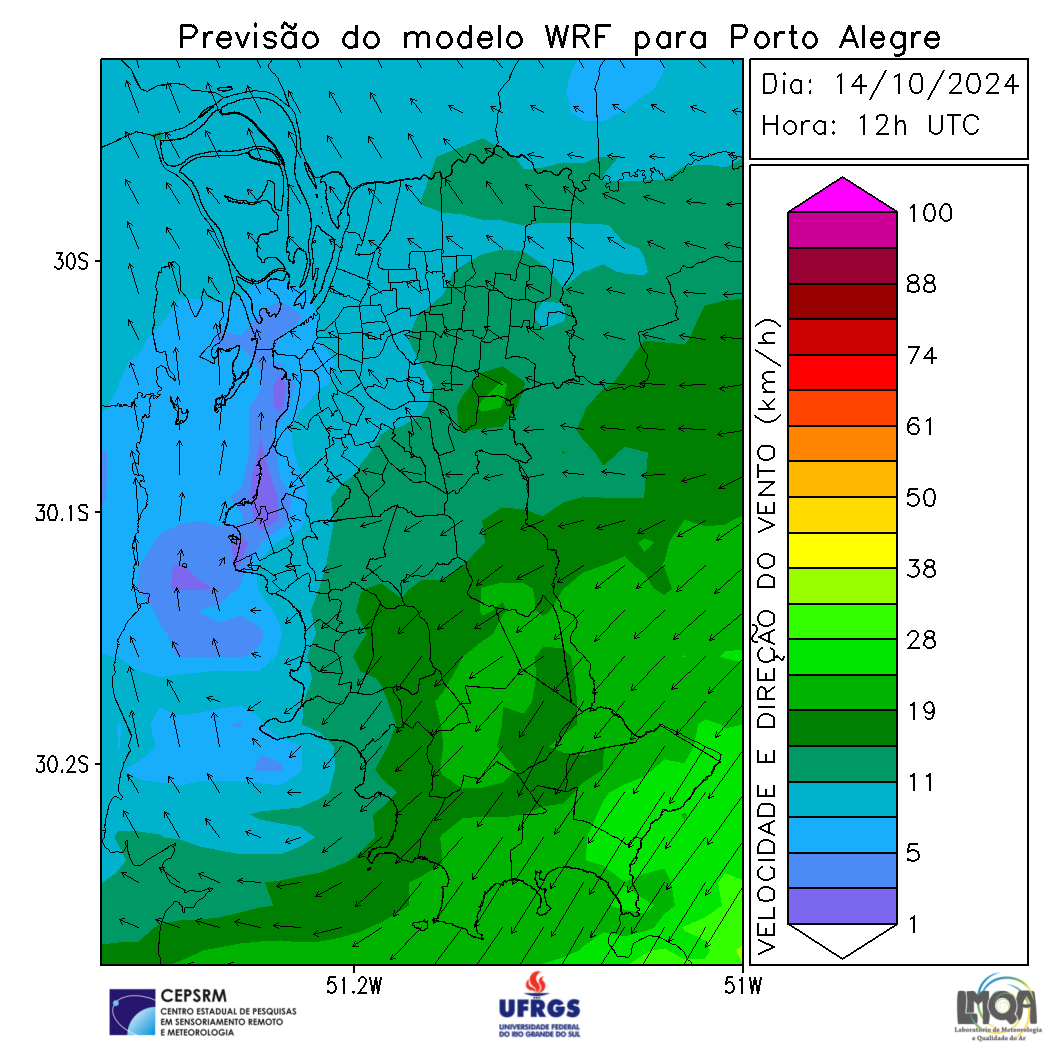 Previsão do modelo WRF para Porto Alegre
Dia: 14/10/2024
Hora: 12h UTC
30S
30.1S
30.2S
51.2W
51W
VELOCIDADE E DIREÇÃO DO VENTO (km/h)
100
88
74
61
50
38
28
19
11
5
1
CEPSRM
CENTRO ESTADUAL DE PESQUISAS
EM SENSORIAMENTO REMOTO
E METEOROLOGIA
UFRGS
UNIVERSIDADE FEDERAL
DO RIO GRANDE DO SUL
LMQA
Laboratório de Meteorologia
e Qualidade do Ar